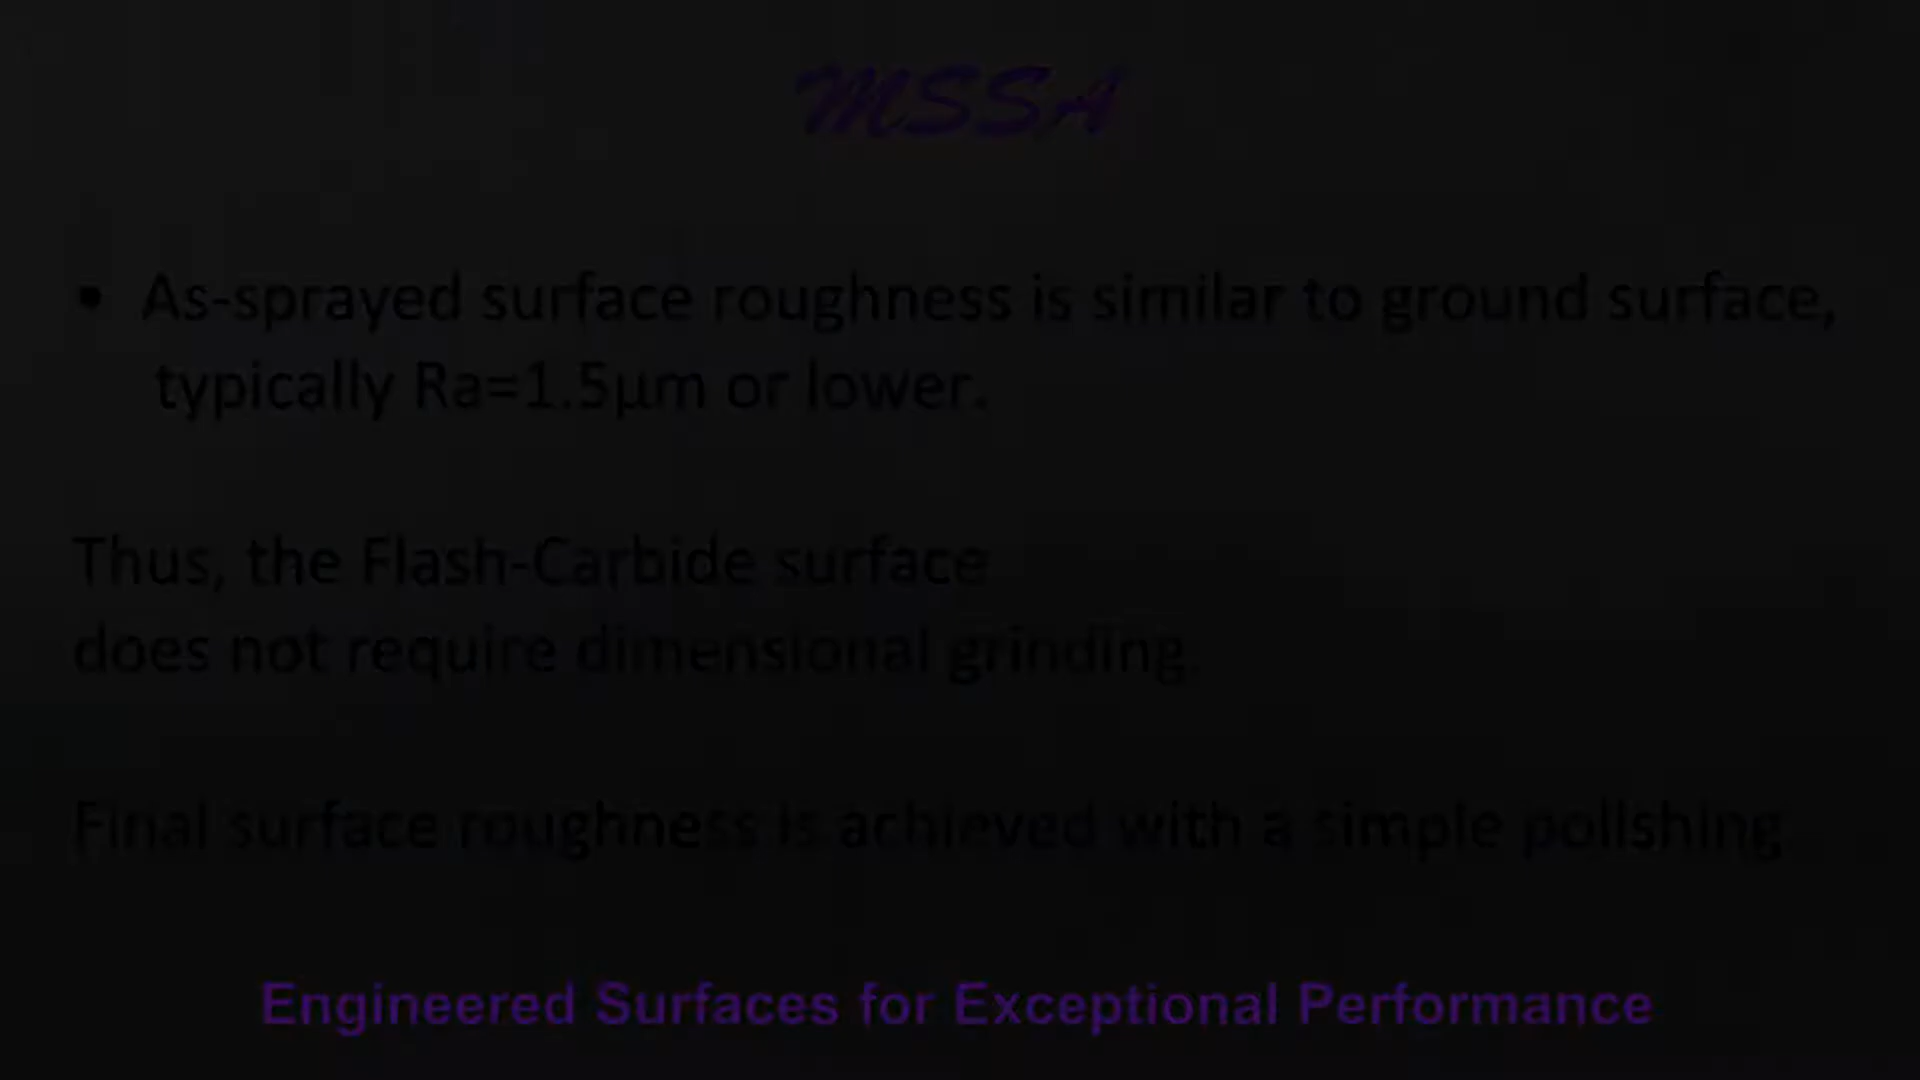 MSSA
• As-sprayed surface roughness is similar to ground surface,
typically Ra=1.5µm or lower.
Thus, the Flash-Carbide surface
does not require dimensional grinding
Final surface roughness is achieved with a simple polishing
Engineered Surfaces for Exceptional Performance